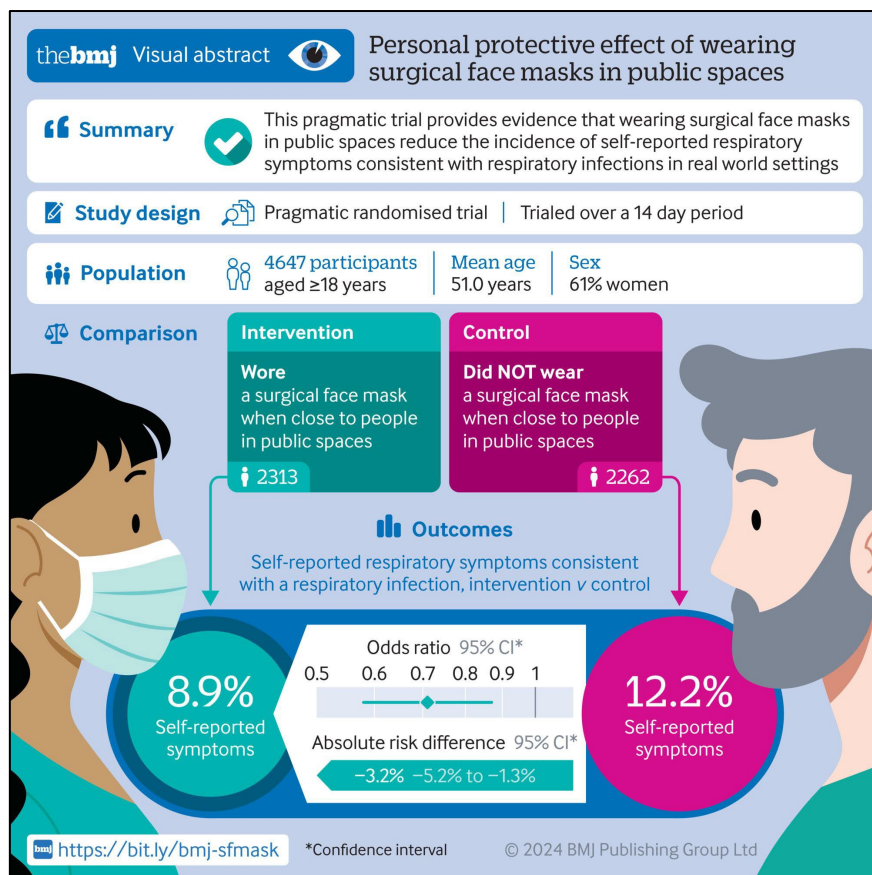 thebmj Visual abstract
Personal protective effect of wearing
surgical face masks in public spaces
Summary
This pragmatic trial provides evidence that wearing surgical face masks
in public spaces reduce the incidence of self-reported respiratory
symptoms consistent with respiratory infections in real world settings
Study design
Pragmatic randomised trial | Trialed over a 14 day period
Population
4647 participants
aged ≥18 years
Mean age
51.0 years
Sex
61% women
Comparison
Intervention
Wore
a surgical face mask
when close to people
in public spaces
2313
Control
Did NOT wear
a surgical face mask
when close to people
in public spaces
2262
Outcomes
Self-reported respiratory symptoms consistent
with a respiratory infection, intervention v control
8.9%
Self-reported
symptoms
Odds ratio 95% CI*
0.5 0.6 0.7 0.8 0.9 1
Absolute risk difference 95% CI*
−3.2% −5.2% to −1.3%
12.2%
Self-reported
symptoms
bmj https://bit.ly/bmj-sfmask
*Confidence interval
© 2024 BMJ Publishing Group Ltd